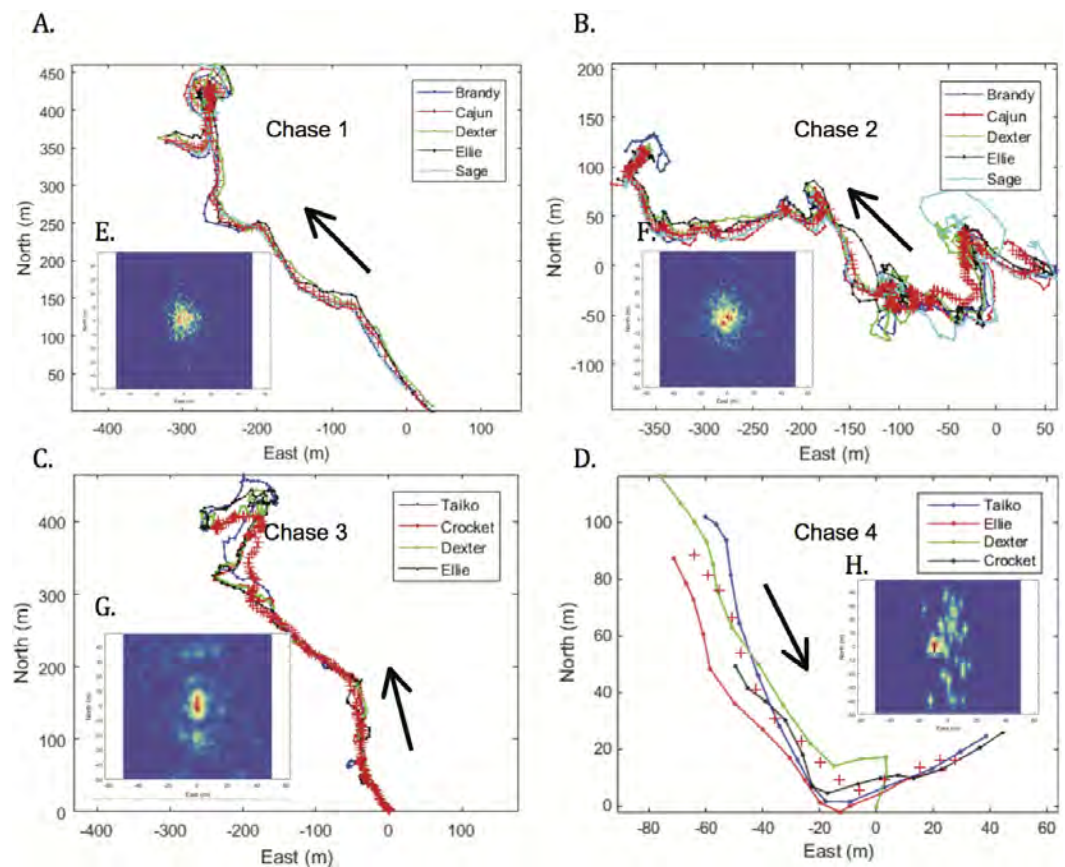 A.
450
400
350
300
250
200
150
100
50
North (m)
-400
-300
-200
-100
0
100
East (m)
Chase 1
Brandy
Cajun
Dexter
Ellie
Sage
E.
B.
200
150
100
50
0
-50
-100
North (m)
-350
-300
-250
-200
-150
-100
-50
0
50
East (m)
Chase 2
Brandy
Cajun
Dexter
Ellie
Sage
F.
C.
400
300
200
100
0
North (m)
-400
-300
-200
-100
0
100
East (m)
Chase 3
Taiko
Crocket
Dexter
Ellie
G.
North (m)
East (m)
D.
100
80
60
40
20
0
North (m)
-80
-60
-40
-20
0
20
40
East (m)
Chase 4
Taiko
Ellie
Dexter
Crocket
H.